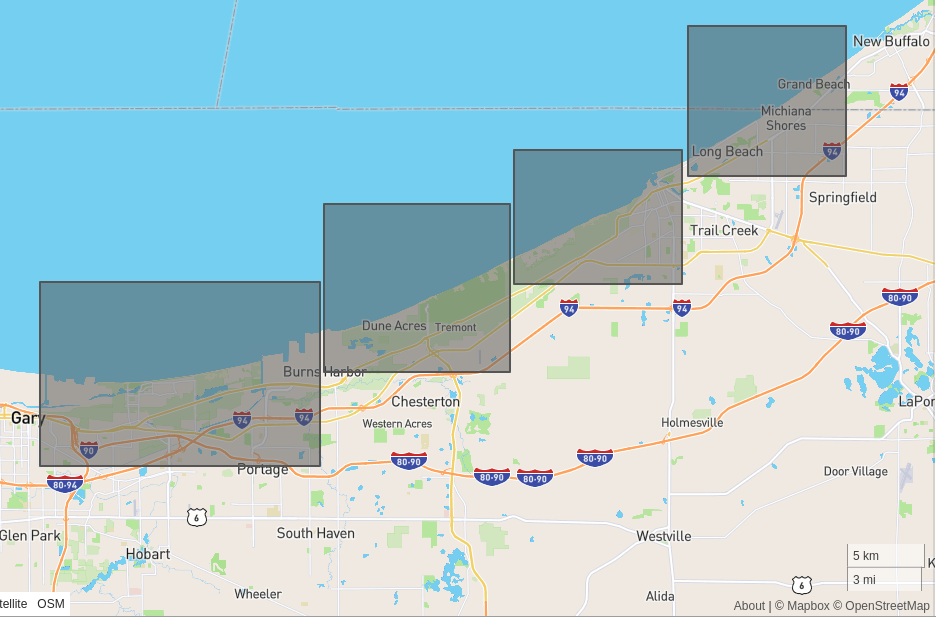 New Buffalo
Grand Beach
94
Michiana
Shores
Long Beach
94
Springfield
Trail Creek
80-90
94
94
Dune Acres
Tremont
80-90
Burns Harbor
Chesterton
LaPor
Gary
94
94
Western Acres
Holmesville
90
80-90
80-90
Portage
80-90
80-90
Door Village
80-94
6
Glen Park
South Haven
Westville
Hobart
5 km
K
3 mi
6
Wheeler
Alida
tellite OSM
About | © Mapbox © OpenStreetMap